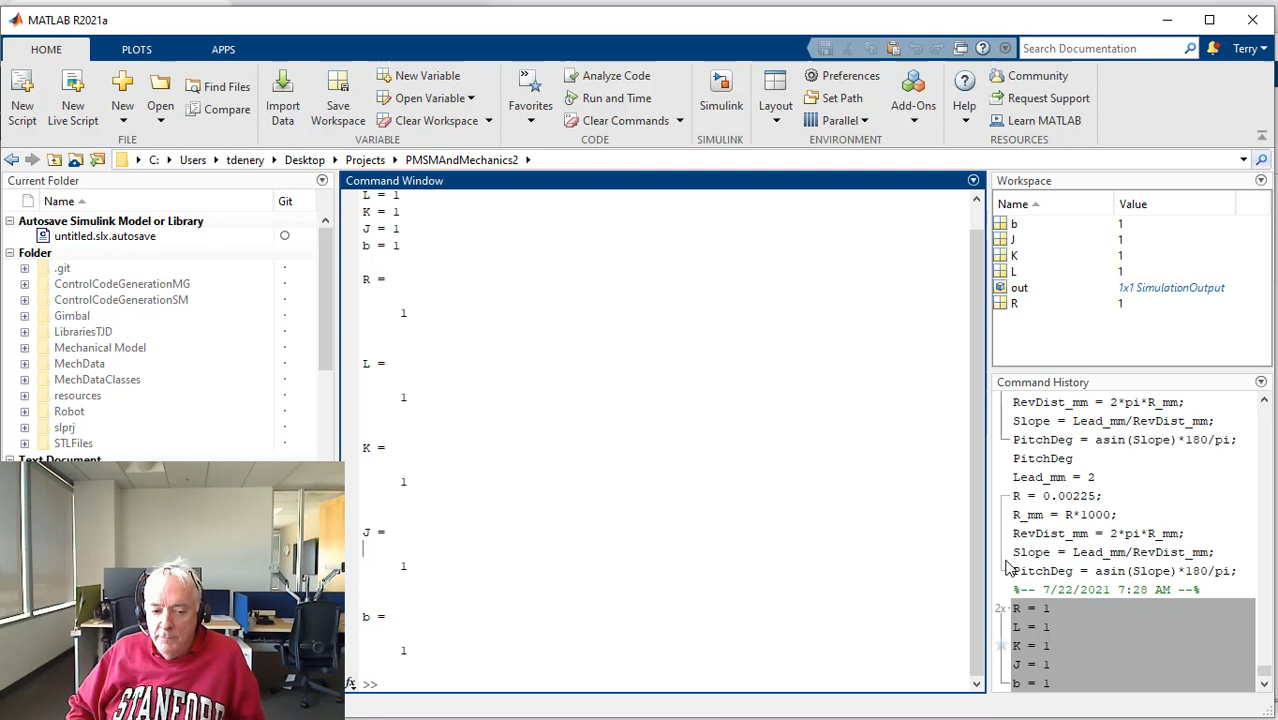 MATLAB R2021a
HOME PLOTS APPS
Search Documentation Terry
New Script
New Live Script
New
Open
Find Files
Compare
FILE
Import Data
Save Workspace
New Variable
Open Variable
Clear Workspace
VARIABLE
Favorites
Analyze Code
Run and Time
Clear Commands
CODE
Simulink
SIMULINK
Layout
Preferences
Set Path
Parallel
Add-Ons
ENVIRONMENT
Help
Community
Request Support
Learn MATLAB
RESOURCES
C: Users tdenery Desktop Projects PMSMAndMechanics2
Current Folder
Name Git
Autosave Simulink Model or Library
untitled.slx.autosave
Folder
.git
ControlCodeGenerationMG
ControlCodeGenerationSM
Gimbal
LibrariesTJD
Mechanical Model
MechData
MechDataClasses
resources
Robot
slprj
STLFiles
Text Document
Command Window
L = 1
K = 1
J = 1
b = 1
R =
1
L =
1
K =
1
J =
1
b =
1
fx >>
Workspace
Name Value
b 1
J 1
K 1
L 1
out 1x1 SimulationOutput
R 1
Command History
RevDist_mm = 2*pi*R_mm;
Slope = Lead_mm/RevDist_mm;
PitchDeg = asin(Slope)*180/pi;
PitchDeg
Lead_mm = 2
R = 0.00225;
R_mm = R*1000;
RevDist_mm = 2*pi*R_mm;
Slope = Lead_mm/RevDist_mm;
PitchDeg = asin(Slope)*180/pi;
%-- 7/22/2021 7:28 AM --%
2x R = 1
L = 1
K = 1
J = 1
b = 1
STANFORD